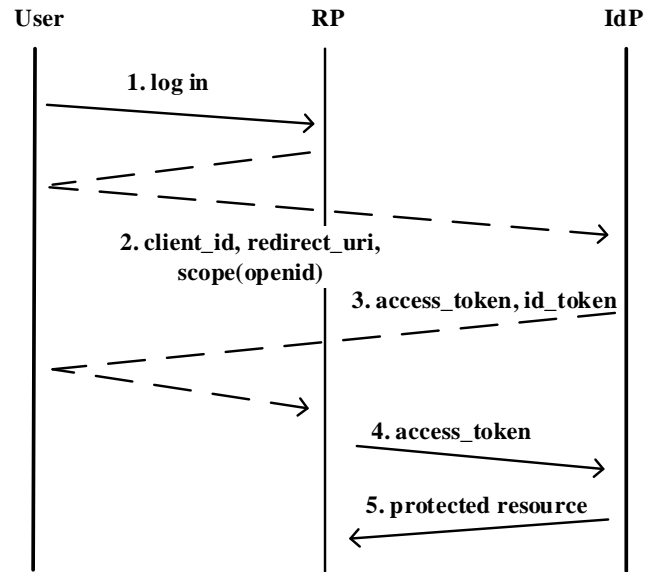 User RP IdP
1. log in
2. client_id, redirect_uri,
scope(openid)
3. access_token, id_token
4. access_token
5. protected resource